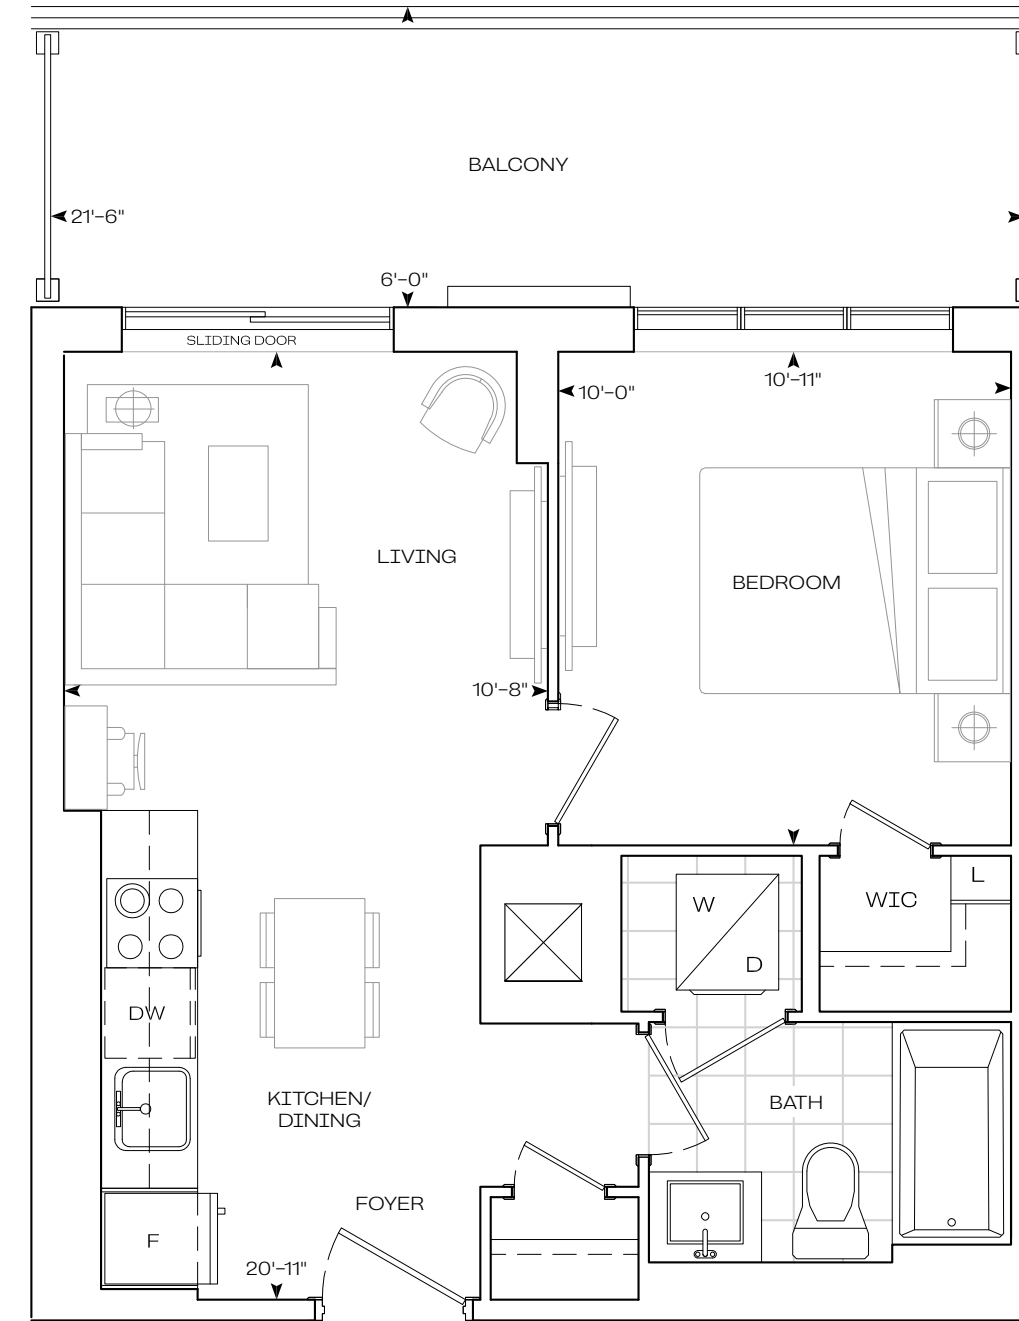 BALCONY
21'-6"
6'-0"
SLIDING DOOR
10'-0"
10'-11"
LIVING
BEDROOM
10'-8"
WIC
L
W
D
DW
KITCHEN/
DINING
BATH
FOYER
F
20'-11"